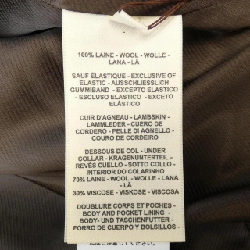 100% LAINE - WOOL - WOLLE -
LANA - LÃ
SAUF ELASTIQUE - EXCLUSIVE OF
ELASTIC - AUSSCHLIESSLICH
GUMMIBAND - EXCEPTO ELASTICO
- ESCLUSO ELASTICO - EXCETO
ELÁSTICO
CUIR D'AGNEAU - LAMBSKIN -
LAMMLEDER - CUERO DE
CORDERO - PELLE DI AGNELLO
- COURO DE CORDEIRO
DESSOUS DE COL - UNDER
COLLAR - KRAGENUNTERTEIL -
REVÉS CUELLO - SOTTO COLLO -
INTERIOR DO COLARINHO
70% LAINE - WOOL - WOLLE -
LANA - LÃ
30% VISCOSE - VISKOSE - VISCOSA
DOUBLURE CORPS ET POCHES -
BODY AND POCKET LINING -
BODY- UND TASCHENFUTTER -
FORRO DE CUERPO Y BOLSILLOS